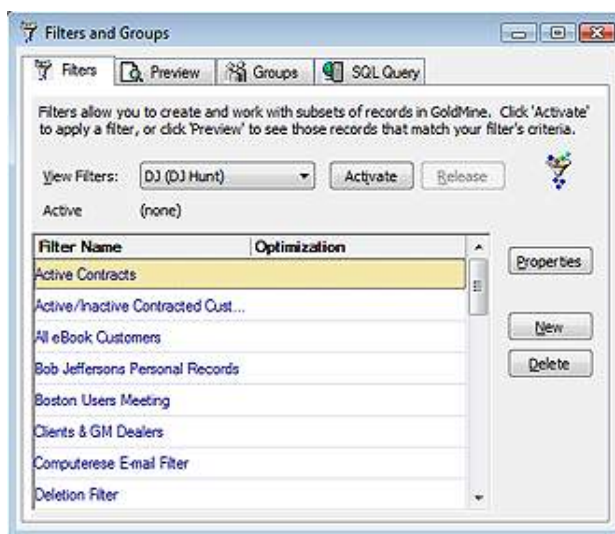 Filters and Groups
Filters Preview Groups SQL Query
Filters allow you to create and work with subsets of records in GoldMine. Click 'Activate'
to apply a filter, or click 'Preview' to see those records that match your filter's criteria.
View Filters: DJ (DJ Hunt) Activate Release
Active (none)
Filter Name Optimization
Active Contracts
Active/Inactive Contracted Cust...
All eBook Customers
Bob Jeffersons Personal Records
Boston Users Meeting
Clients & GM Dealers
Computerese E-mail Filter
Deletion Filter
Properties
New
Delete